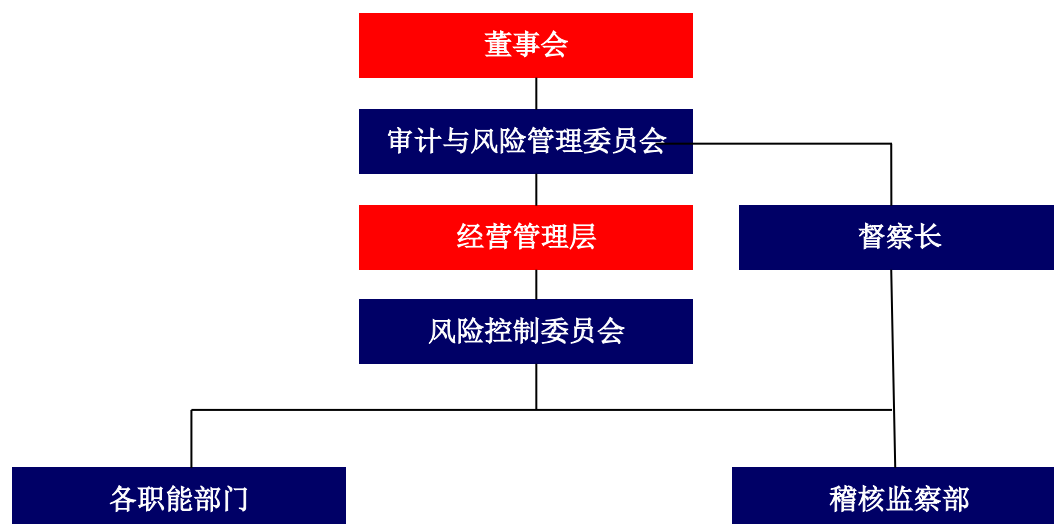 董事会
审计与风险管理委员会
经营管理层
督察长
风险控制委员会
各职能部门
稽核监察部